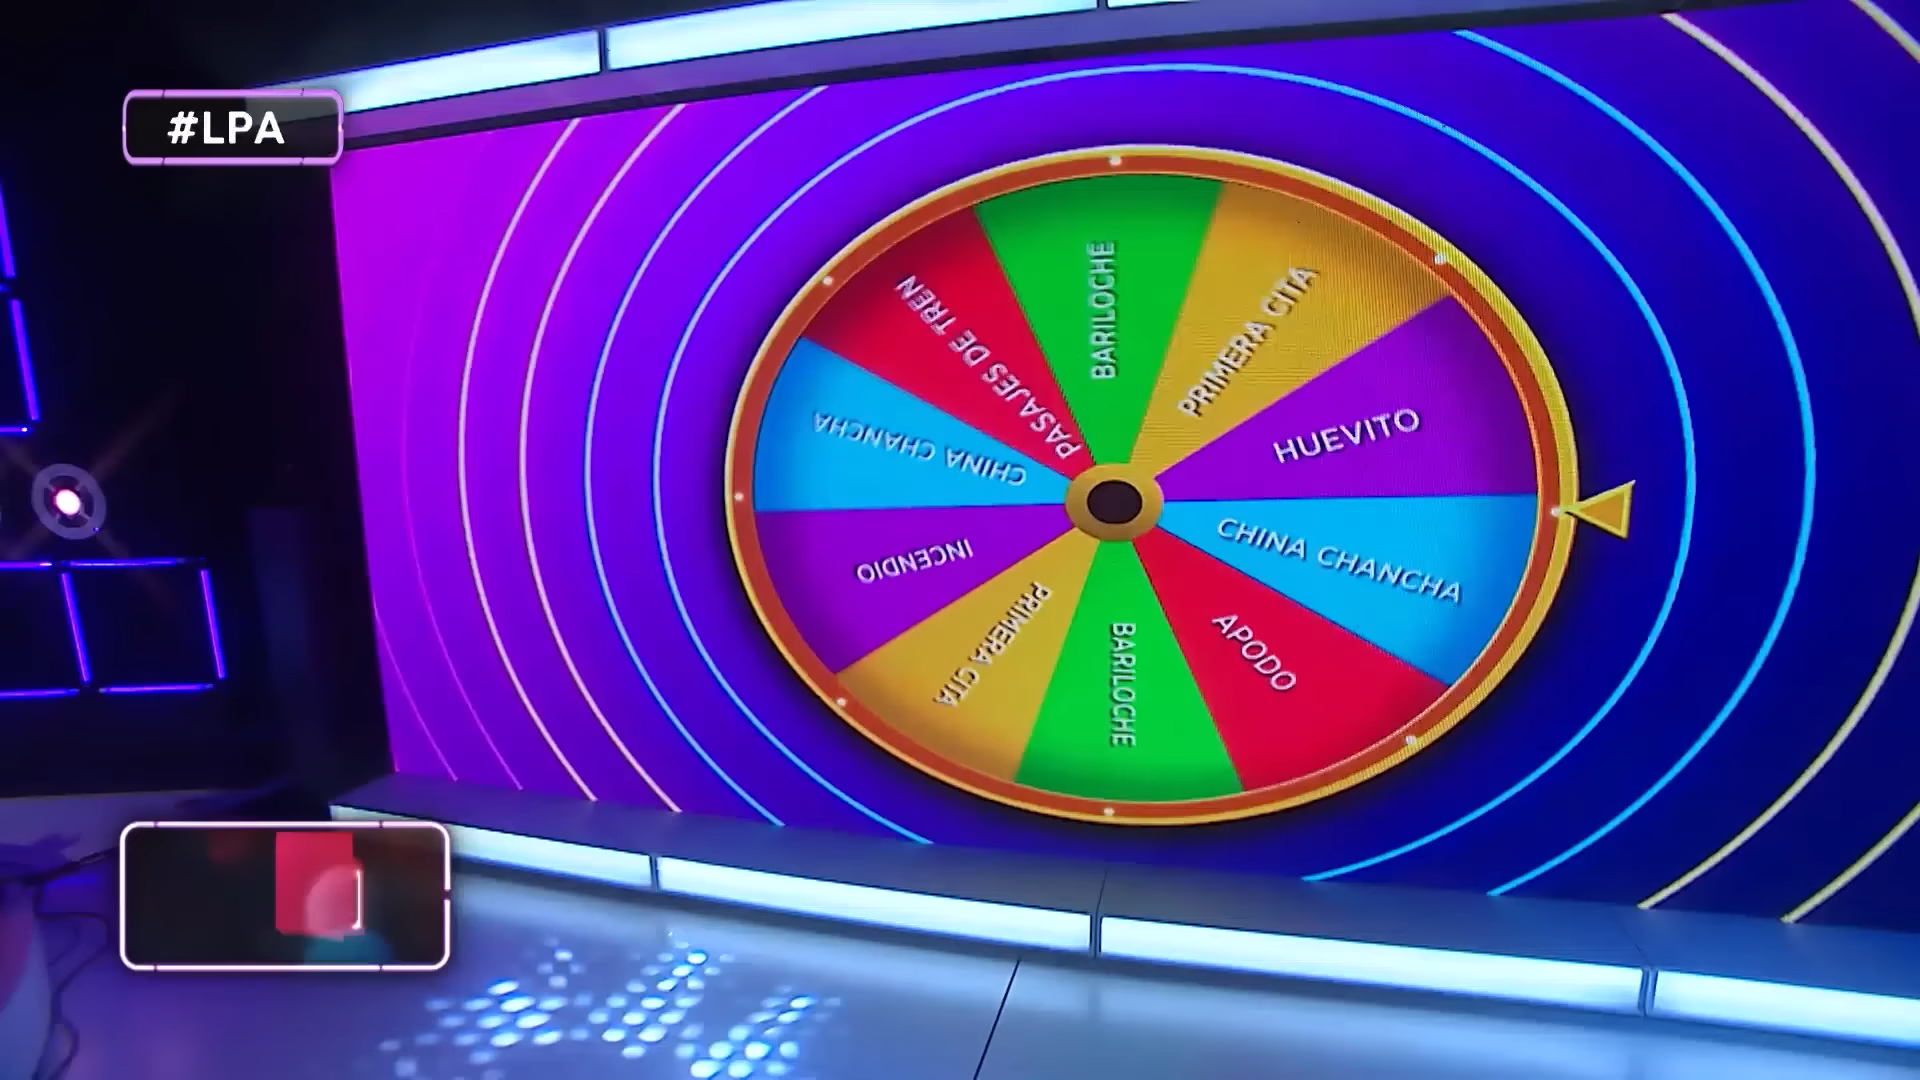 #LPA
BARILOCHE
PRIMERA CITA
HUEVITO
CHINA CHANCHA
APODO
BARILOCHE
PRIMERA CITA
INCENDIO
CHINA CHANCHA
PASAJES DE TREN